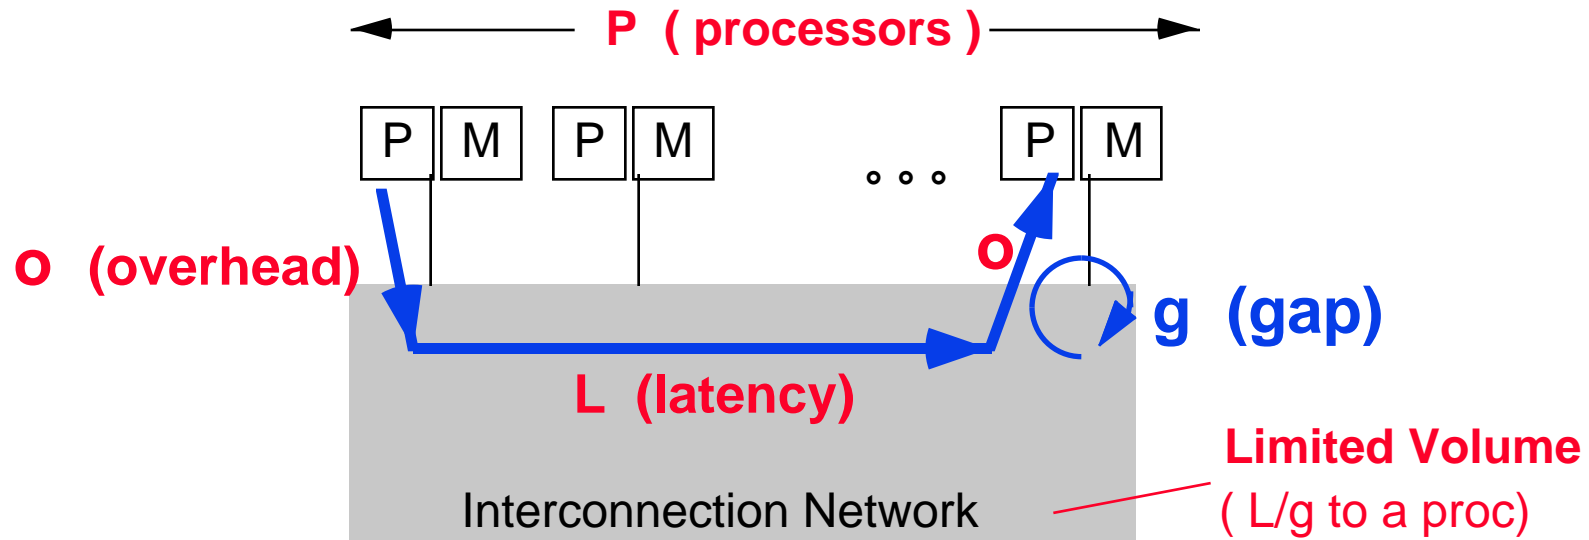 P ( processors )
P M P M P M
o (overhead)
o
g (gap)
L (latency)
Limited Volume
Interconnection Network
( L/g to a proc)